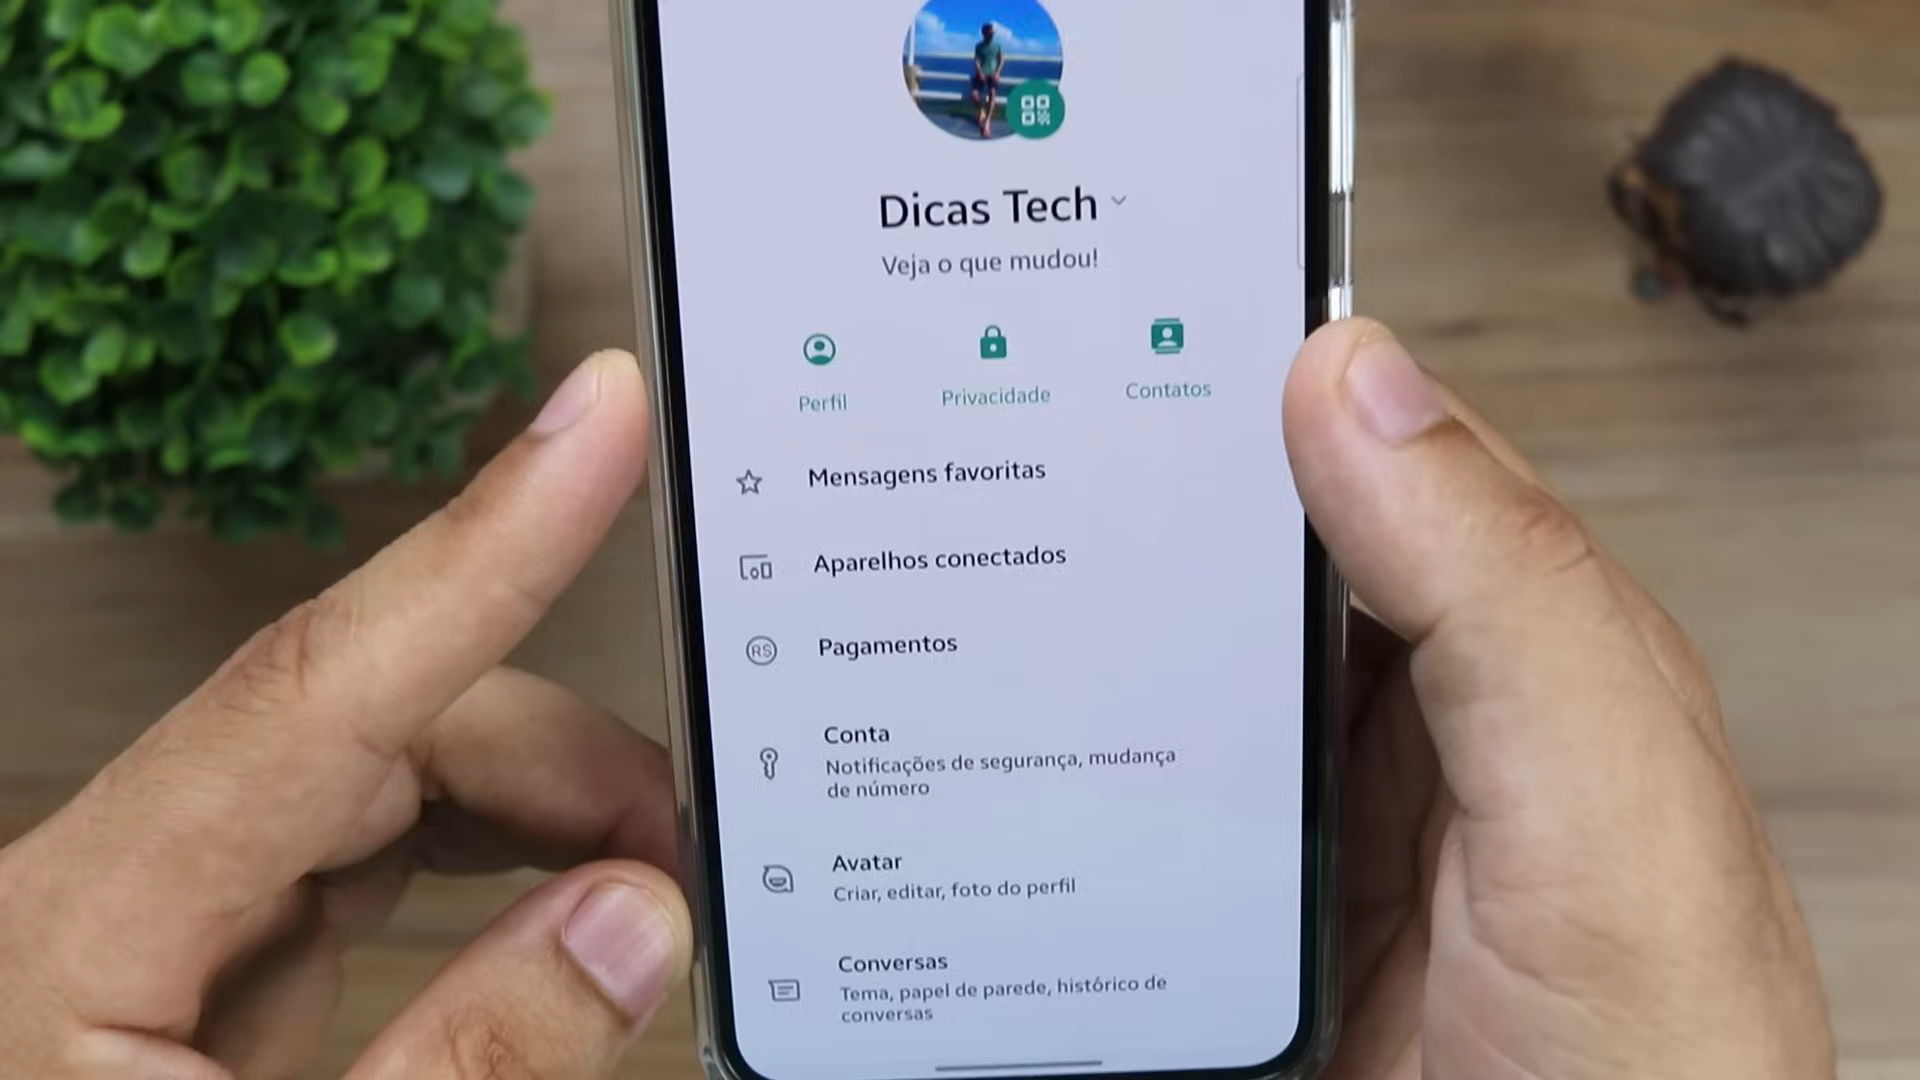 Dicas Tech
Veja o que mudou!
Perfil
Privacidade
Contatos
Mensagens favoritas
Aparelhos conectados
R$
Pagamentos
Conta
Notificações de segurança, mudança
de número
Avatar
Criar, editar, foto do perfil
Conversas
Tema, papel de parede, histórico de
conversas